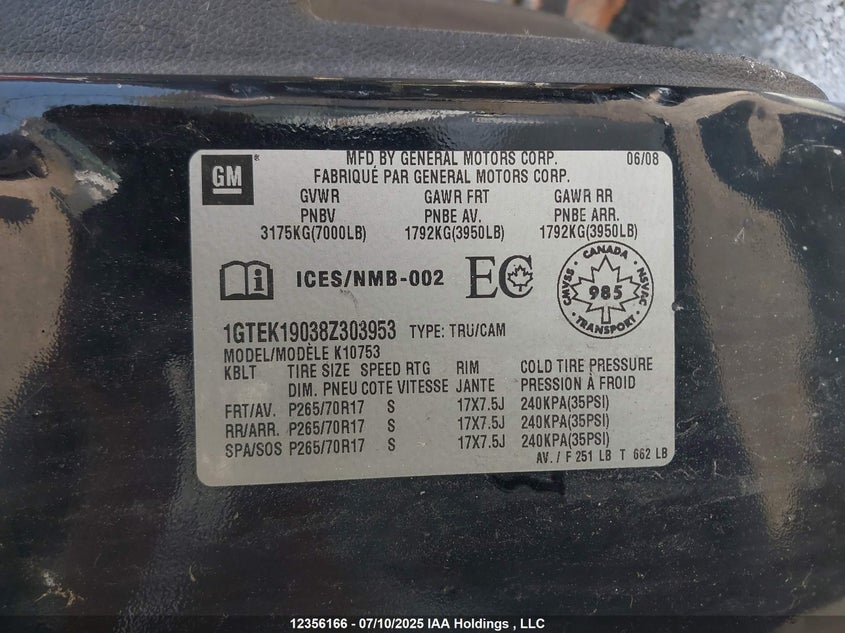 GM
MFD BY GENERAL MOTORS CORP. 06/08
FABRIQUÉ PAR GENERAL MOTORS CORP.
GVWR GAWR FRT GAWR RR
PNBV PNBE AV. PNBE ARR.
3175KG(7000LB) 1792KG(3950LB) 1792KG(3950LB)
i ICES/NMB-002 EC
CANADA
CMVSS 985 NSVAC
TRANSPORT
1GTEK19038Z303953 TYPE: TRU/CAM
MODEL/MODÈLE K10753
KBLT TIRE SIZE SPEED RTG RIM COLD TIRE PRESSURE
DIM. PNEU COTE VITESSE JANTE PRESSION À FROID
FRT/AV. P265/70R17 S 17X7.5J 240KPA(35PSI)
RR/ARR. P265/70R17 S 17X7.5J 240KPA(35PSI)
SPA/SOS P265/70R17 S 17X7.5J 240KPA(35PSI)
AV. / F 251 LB T 662 LB
12356166 - 07/10/2025 IAA Holdings , LLC